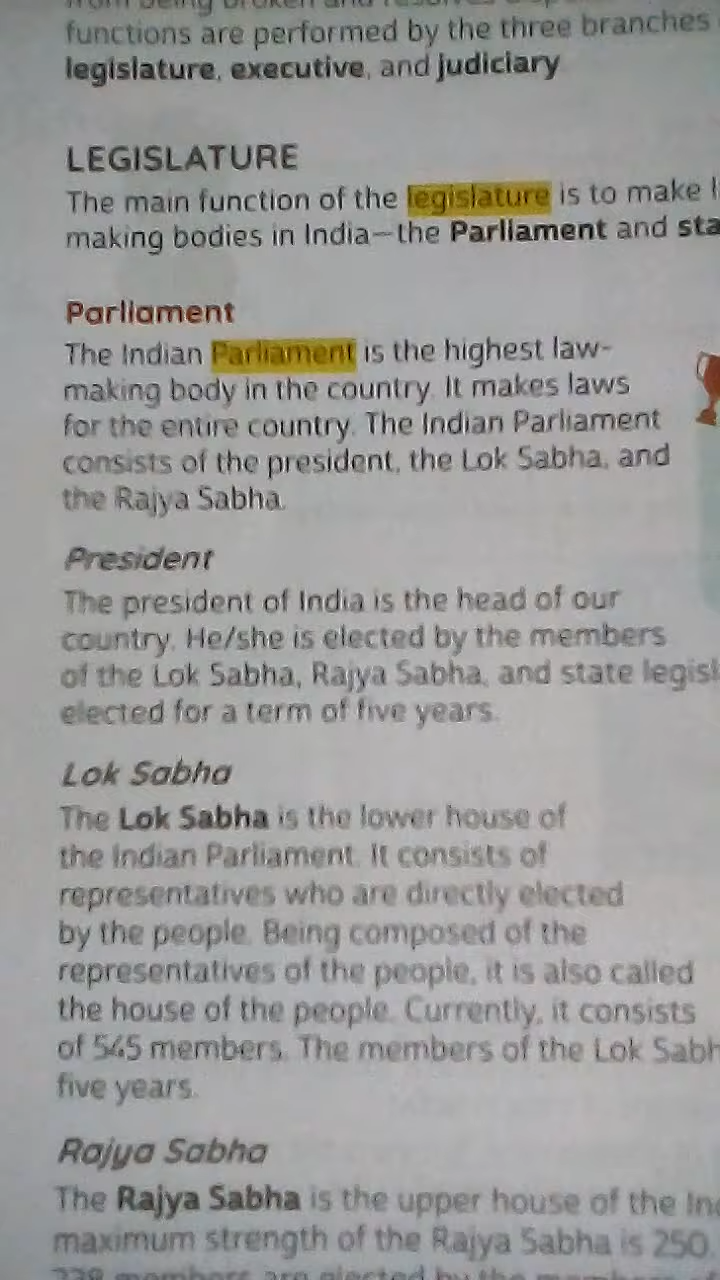 functions are performed by the three branches
legislature, executive, and judiciary
LEGISLATURE
The main function of the legislature is to make
making bodies in India—the Parliament and
Parliament
The Indian Parliament is the highest law-
making body in the country. It makes laws
for the entire country. The Indian Parliament
consists of the president, the Lok Sabha, and
the Rajya Sabha.
President
The president of India is the head of our
country. He/she is elected by the members
of the Lok Sabha, Rajya Sabha, and state
elected for a term of five years.
Lok Sabha
The Lok Sabha is the lower house of
the Indian Parliament. It consists of
representatives who are directly elected
by the people. Being composed of the
representatives of the people, it is also called
the house of the people. Currently, it consists
of 545 members. The members of the Lok
five years.
Rajya Sabha
The Rajya Sabha is the upper house of the
maximum strength of the Rajya Sabha is 250.
members are elected by the